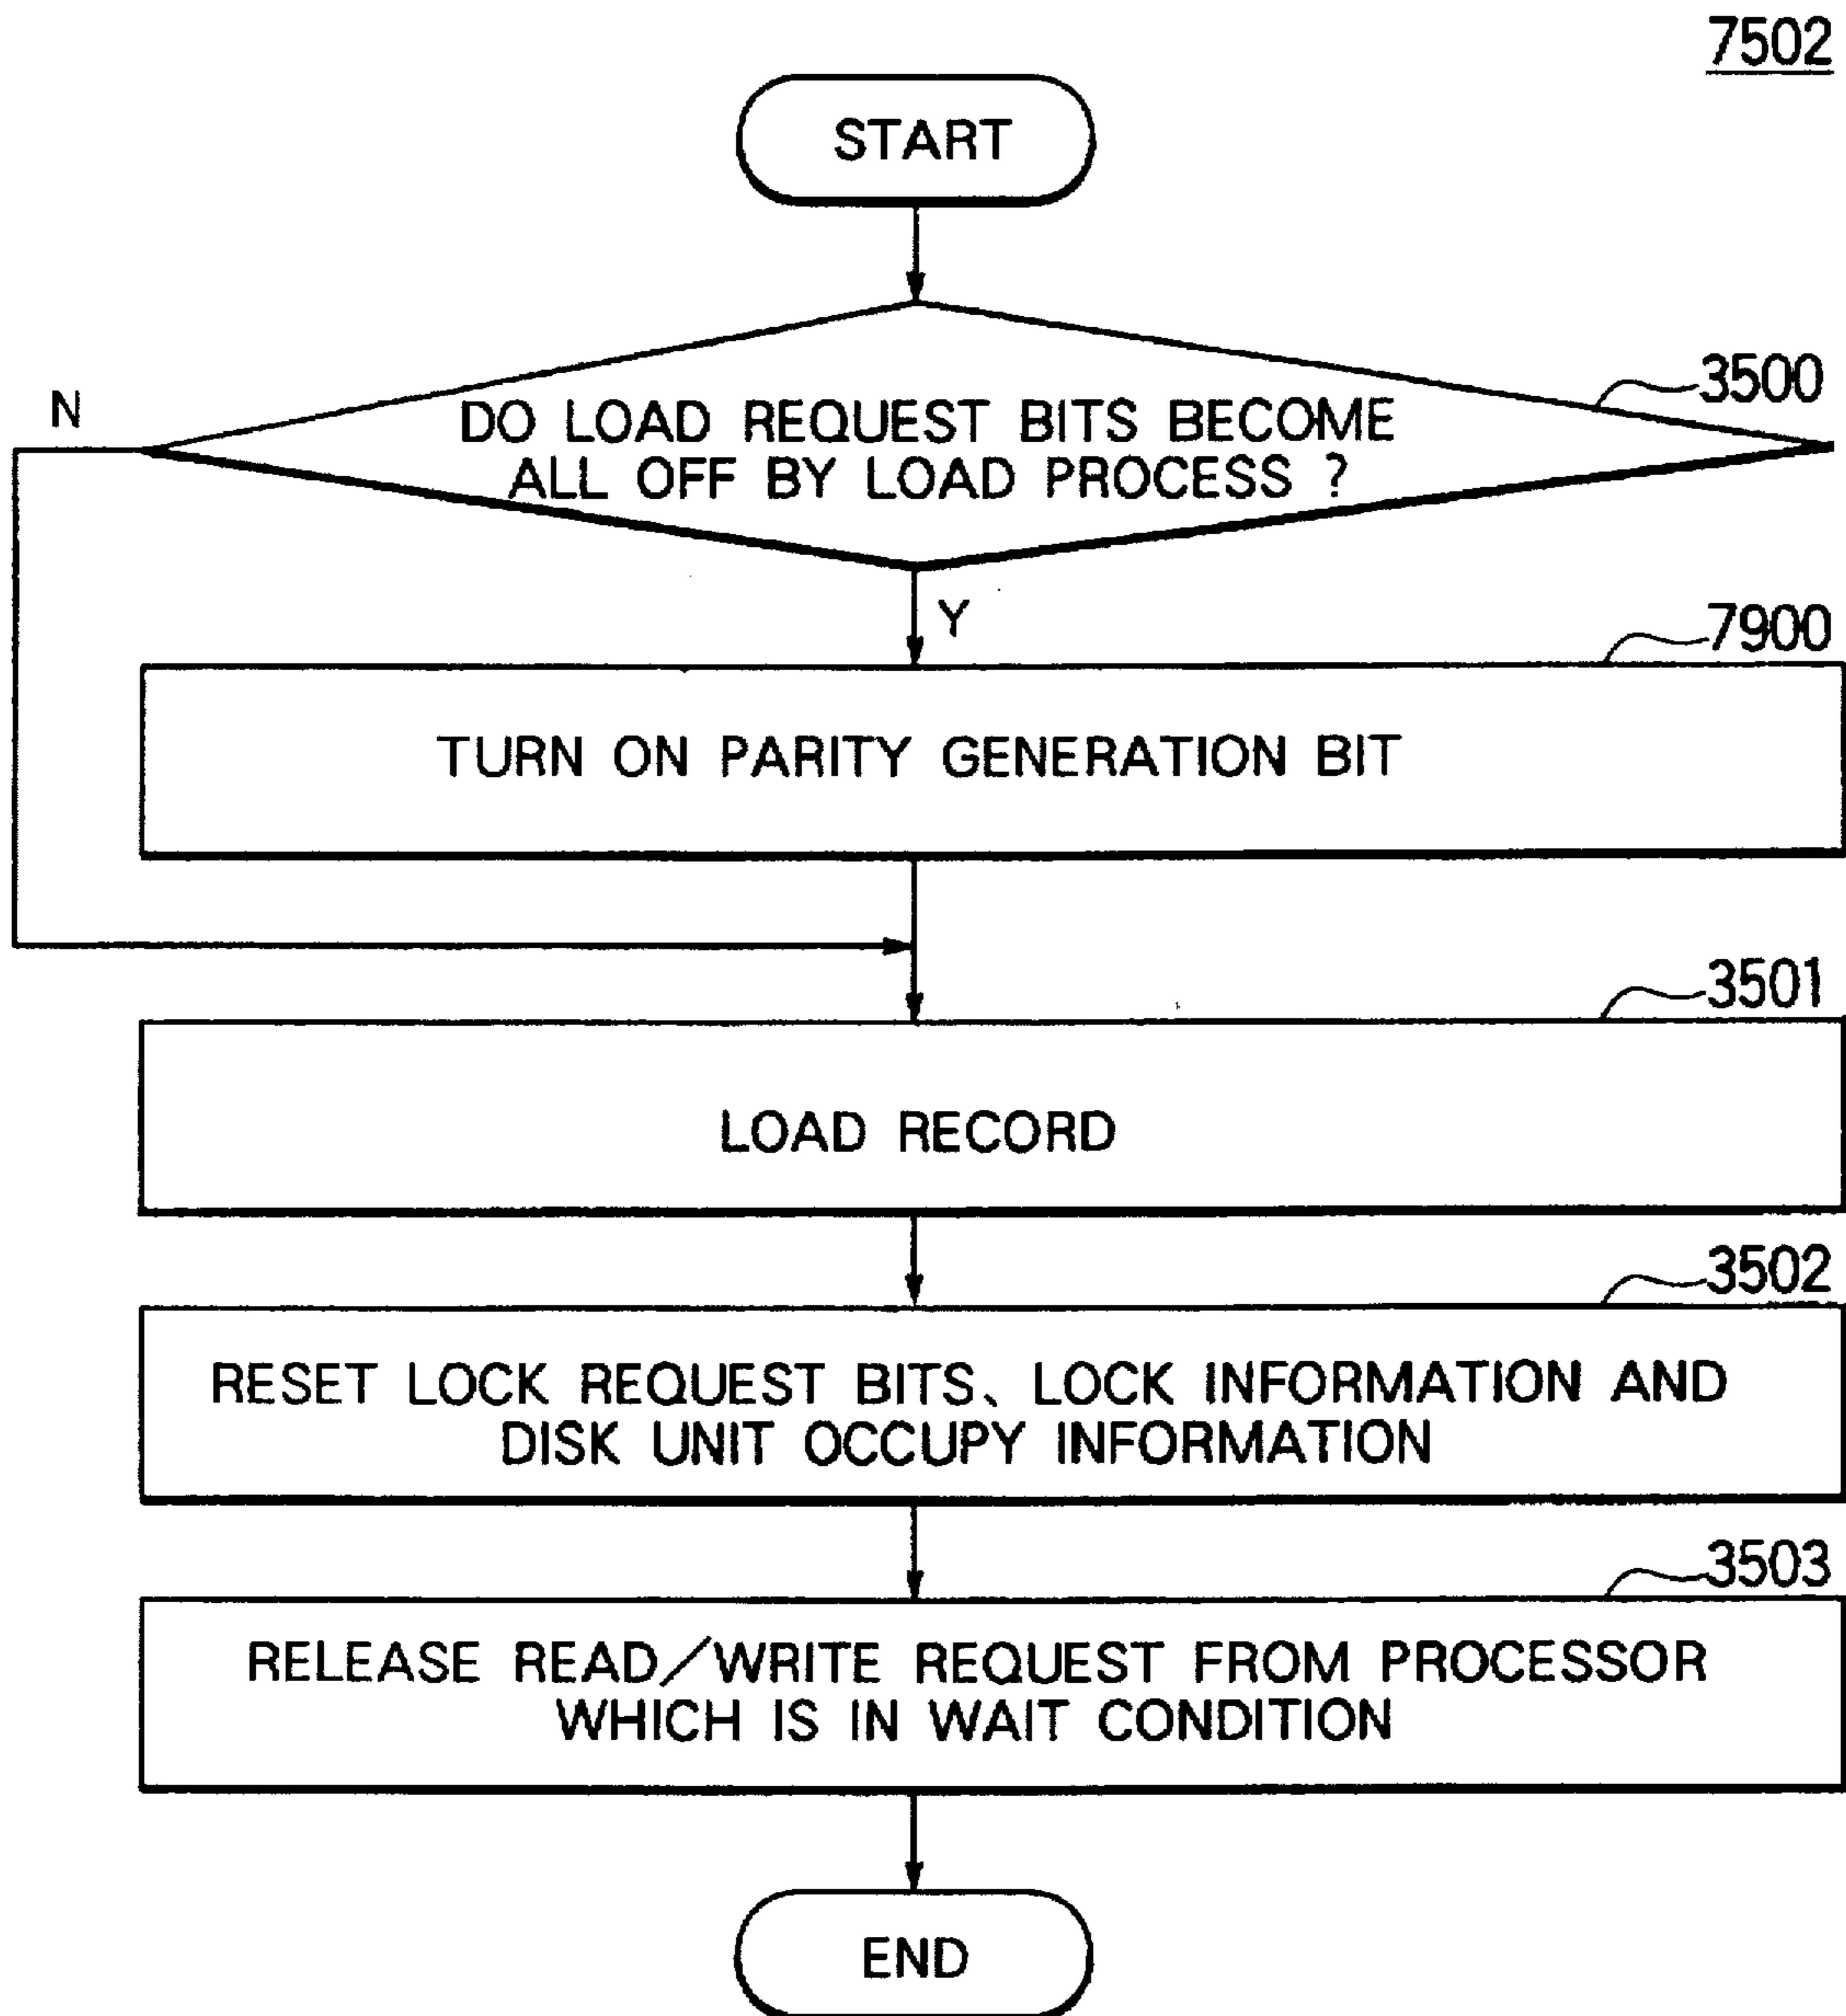 7502
START
3500
N
DO LOAD REQUEST BITS BECOME
ALL OFF BY LOAD PROCESS ?
Y
7900
TURN ON PARITY GENERATION BIT
3501
LOAD RECORD
3502
RESET LOCK REQUEST BITS、LOCK INFORMATION AND
DISK UNIT OCCUPY INFORMATION
3503
RELEASE READ/WRITE REQUEST FROM PROCESSOR
WHICH IS IN WAIT CONDITION
END